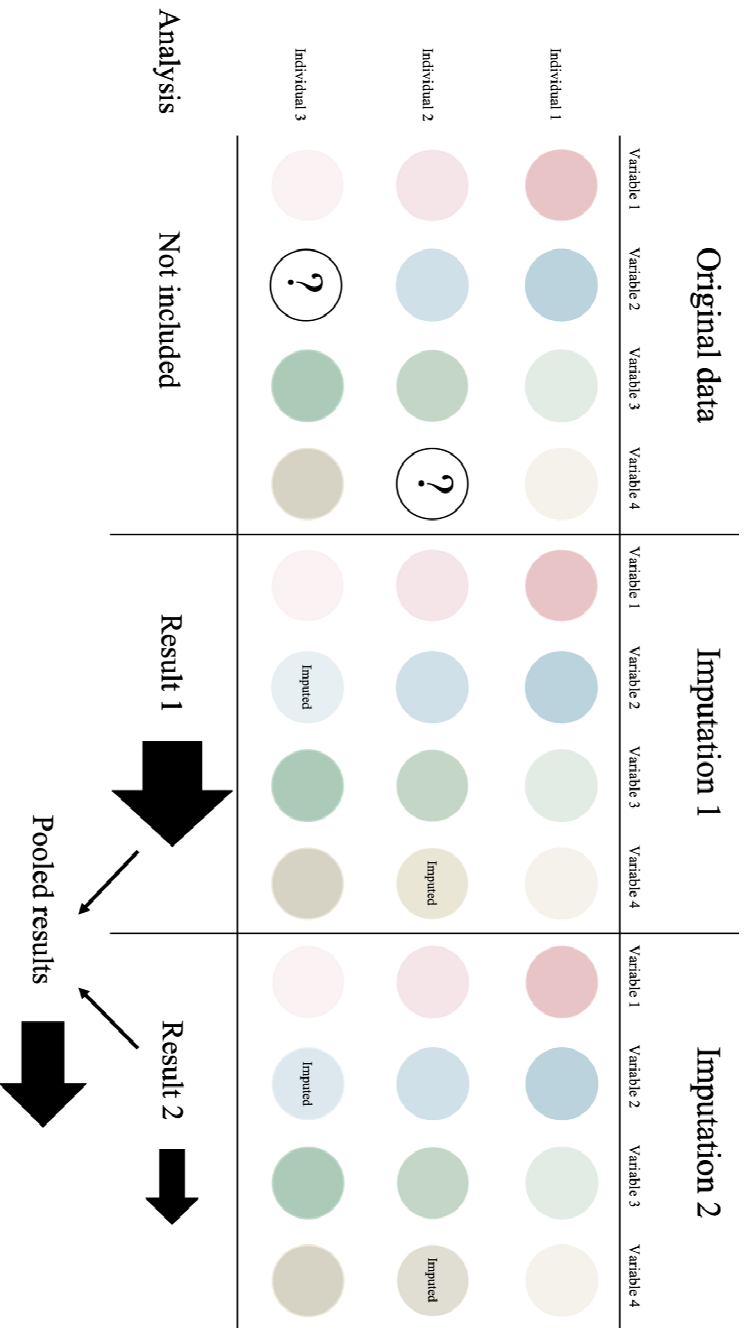 Original data
Imputation 1
Imputation 2
Variable 1
Variable 2
Variable 3
Variable 4
Variable 1
Variable 2
Variable 3
Variable 4
Variable 1
Variable 2
Variable 3
Variable 4
Individual 1
Individual 2
?
Imputed
Imputed
Individual 3
?
Imputed
Imputed
Analysis
Not included
Result 1
Result 2
Pooled results